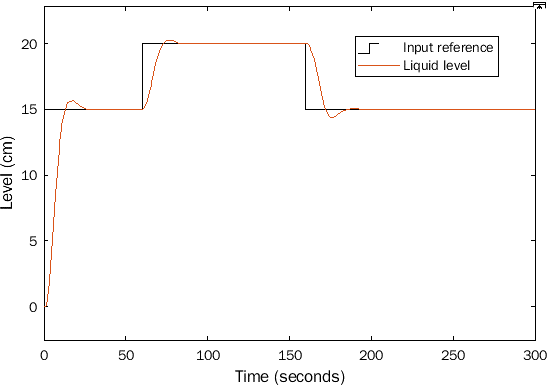 20
15
10
5
0
Level (cm)
Input reference
Liquid level
0 50 100 150 200 250 300
Time (seconds)